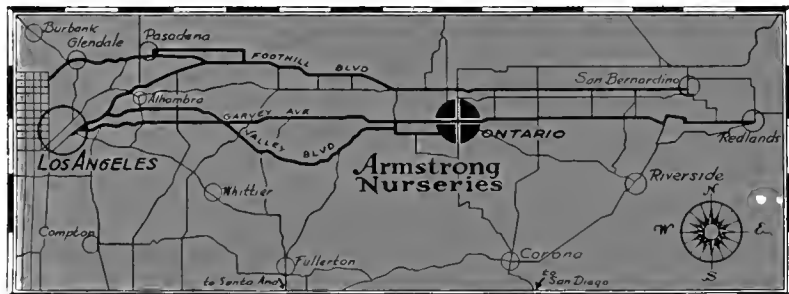 Burbank
Glendale
Pasadena
FOOTHILL BLVD
San Bernardino
Alhambra
GARVEY AVE
VALLEY BLVD
ONTARIO
LOS ANGELES
Redlands
Armstrong
Nurseries
Riverside
Whittier
N
W
E
S
Compton
Fullerton
Corona
to Santa Ana
to
San Diego